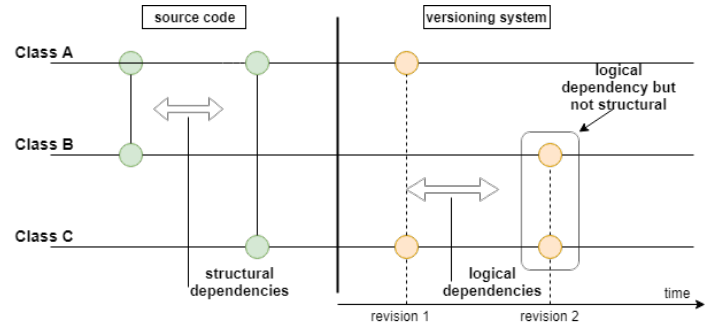 source code
versioning system
Class A
logical
dependency but
not structural
Class B
Class C
structural
dependencies
logical
dependencies
time
revision 1
revision 2